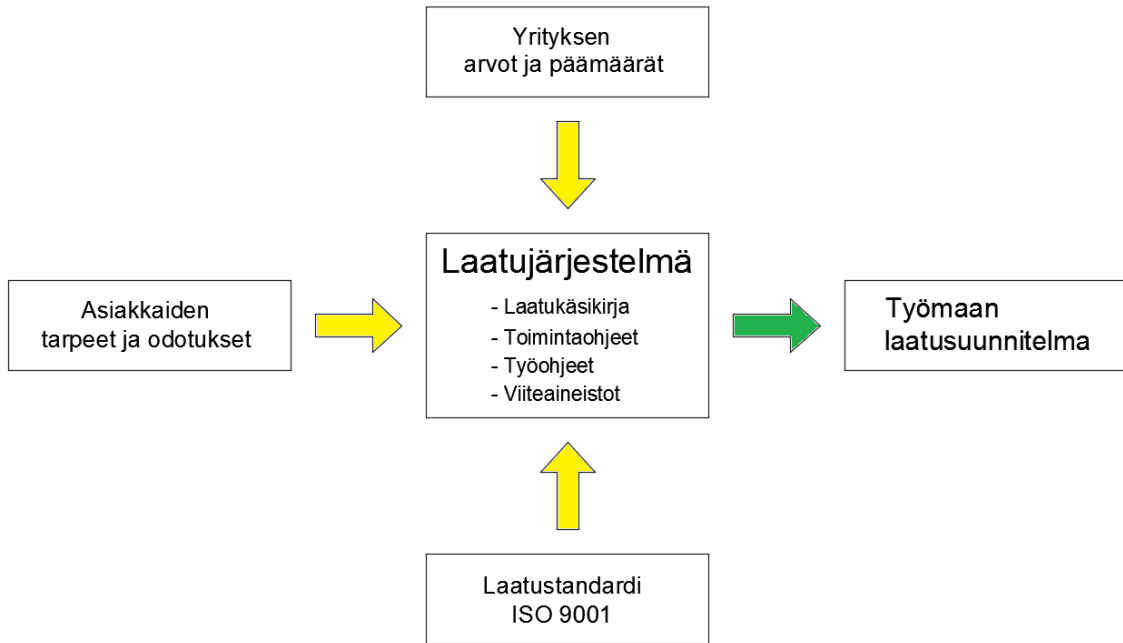 Yrityksen
arvot ja päämäärät
Laatujärjestelmä
- Laatukäsikirja
- Toimintaohjeet
- Työohjeet
- Viiteaineistot
Asiakkaiden
tarpeet ja odotukset
Työmaan
laatusuunnitelma
Laatustandardi
ISO 9001